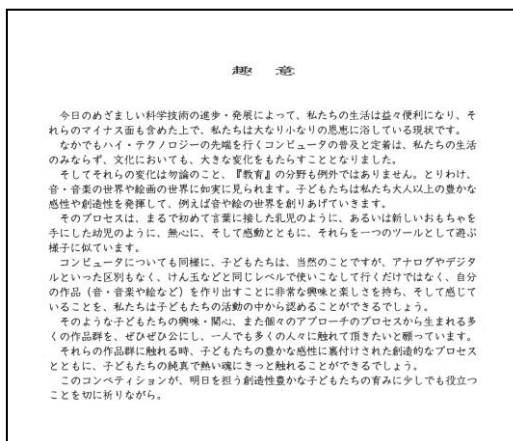 趣 意
今日のめざましい科学技術の進歩・発展によって、私たちの生活は益々便利になり、そ
れらのマイナス面も含めた上で、私たちは大なり小なりの恩恵に浴している現状です。
なかでもハイ・テクノロジーの先端を行くコンピュータの普及と定着は、私たちの生活
のみならず、文化においても、大きな変化をもたらすこととなりました。
そしてそれらの変化は勿論のこと、『教育』の分野も例外ではありません。とりわけ、
音・音楽の世界や絵画の世界に如実に見られます。子どもたちは私たち大人以上の豊かな
感性や創造性を発揮して、例えば音や絵の世界を創りあげていきます。
そのプロセスは、まるで初めて言葉に接した乳児のように、あるいは新しいおもちゃを
手にした幼児のように、無心に、そして感動とともに、それらを一つのツールとして遊ぶ
様子に似ています。
コンピュータについても同様に、子どもたちは、当然のことですが、アナログやデジタ
ルといった区別もなく、けん玉などと同じレベルで使いこなして行くだけではなく、自分
の作品（音・音楽や絵など）を作り出すことに非常な興味と楽しさを持ち、そして感じて
いることを、私たちは子どもたちの活動の中から認めることができるでしょう。
そのような子どもたちの興味・関心、また個々のアプローチのプロセスから生まれる多
くの作品群を、ぜひぜひ公にし、一人でも多くの人々に触れて頂きたいと願っています。
それらの作品群に触れる時、子どもたちの豊かな感性に裏付けされた創造的なプロセス
とともに、子どもたちの純真で熱い魂にきっと触れることができるでしょう。
このコンペティションが、明日を担う創造性豊かな子どもたちの育みに少しでも役立つ
ことを切に祈りながら。